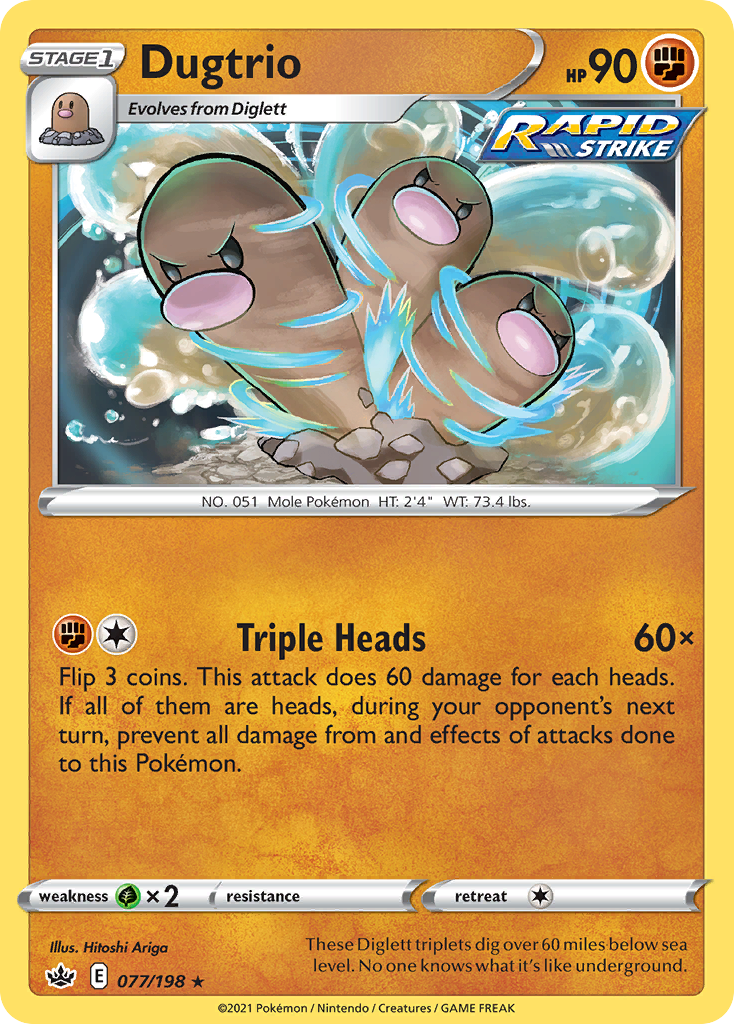 STAGE1
Dugtrio
HP90
Evolves from Diglett
RAPID
STRIKE
NO. 051 Mole Pokémon HT: 2'4" WT: 73.4 lbs.
Triple Heads 60×
Flip 3 coins. This attack does 60 damage for each heads.
If all of them are heads, during your opponent's next
turn, prevent all damage from and effects of attacks done
to this Pokémon.
weakness ×2 resistance retreat
Illus. Hitoshi Ariga
These Diglett triplets dig over 60 miles below sea
level. No one knows what it's like underground.
E 077/198 ★
©2021 Pokémon / Nintendo / Creatures / GAME FREAK